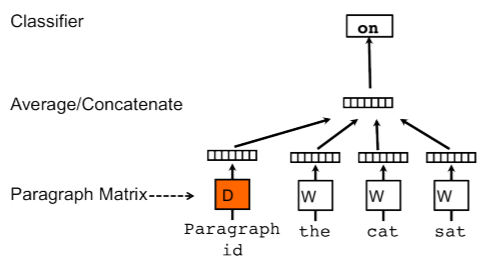 Classifier
on
Average/Concatenate
Paragraph Matrix
D
W
W
W
Paragraph
id
the
cat
sat